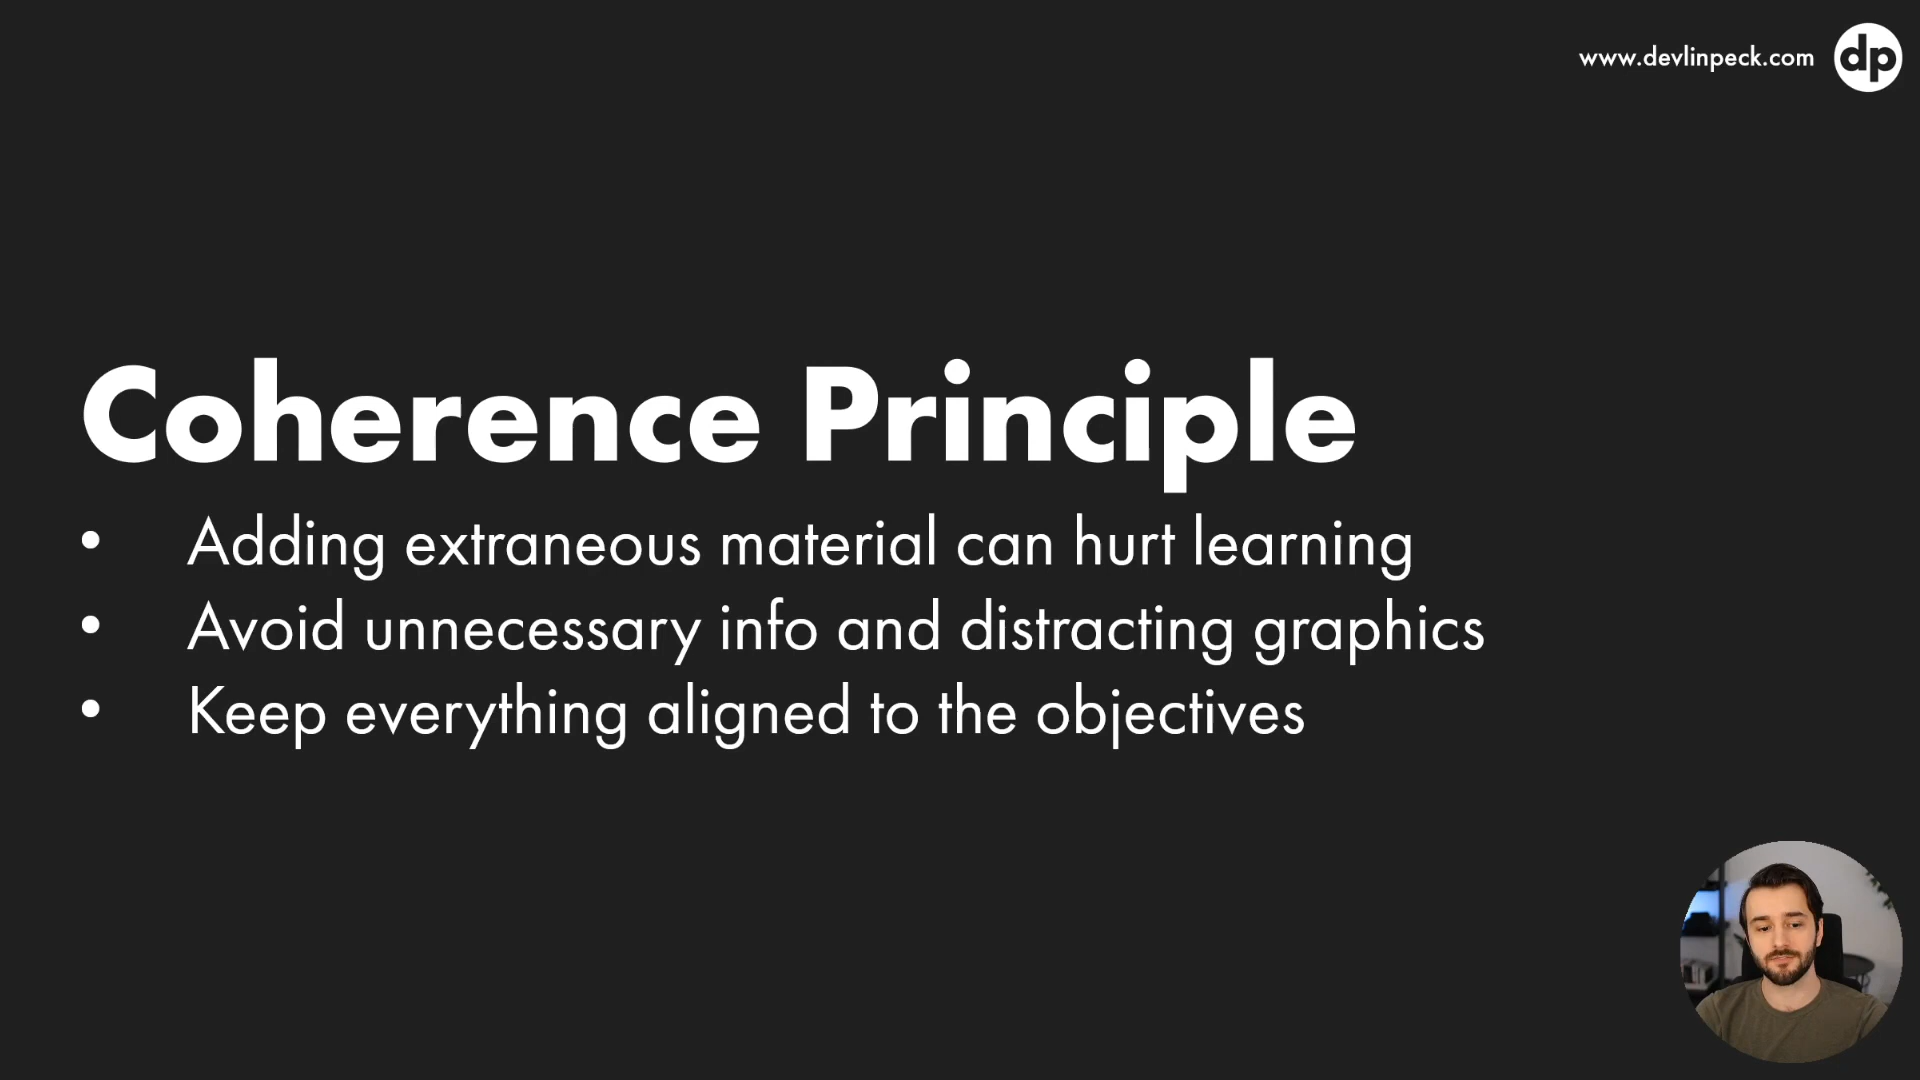 www.devlinpeck.com dp
Coherence Principle
• Adding extraneous material can hurt learning
• Avoid unnecessary info and distracting graphics
• Keep everything aligned to the objectives